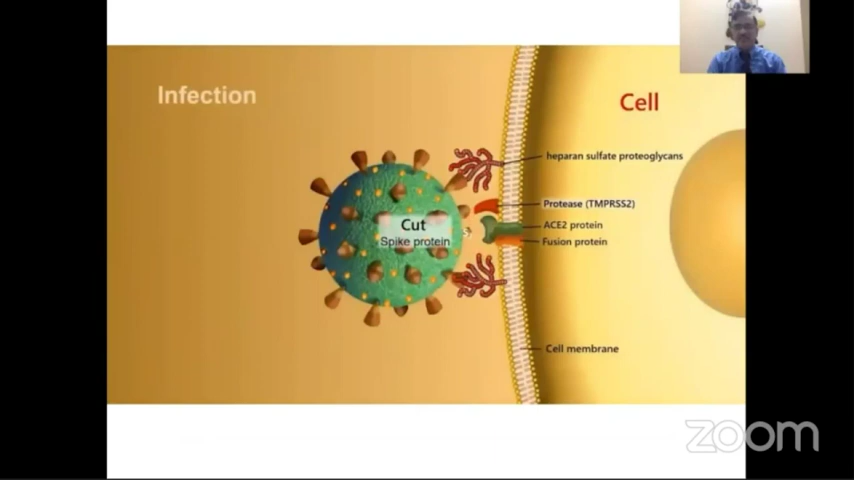 Infection
Cell
heparan sulfate proteoglycans
Protease (TMPRSS2)
Cut
Spike protein
ACE2 protein
Fusion protein
Cell membrane
zoom